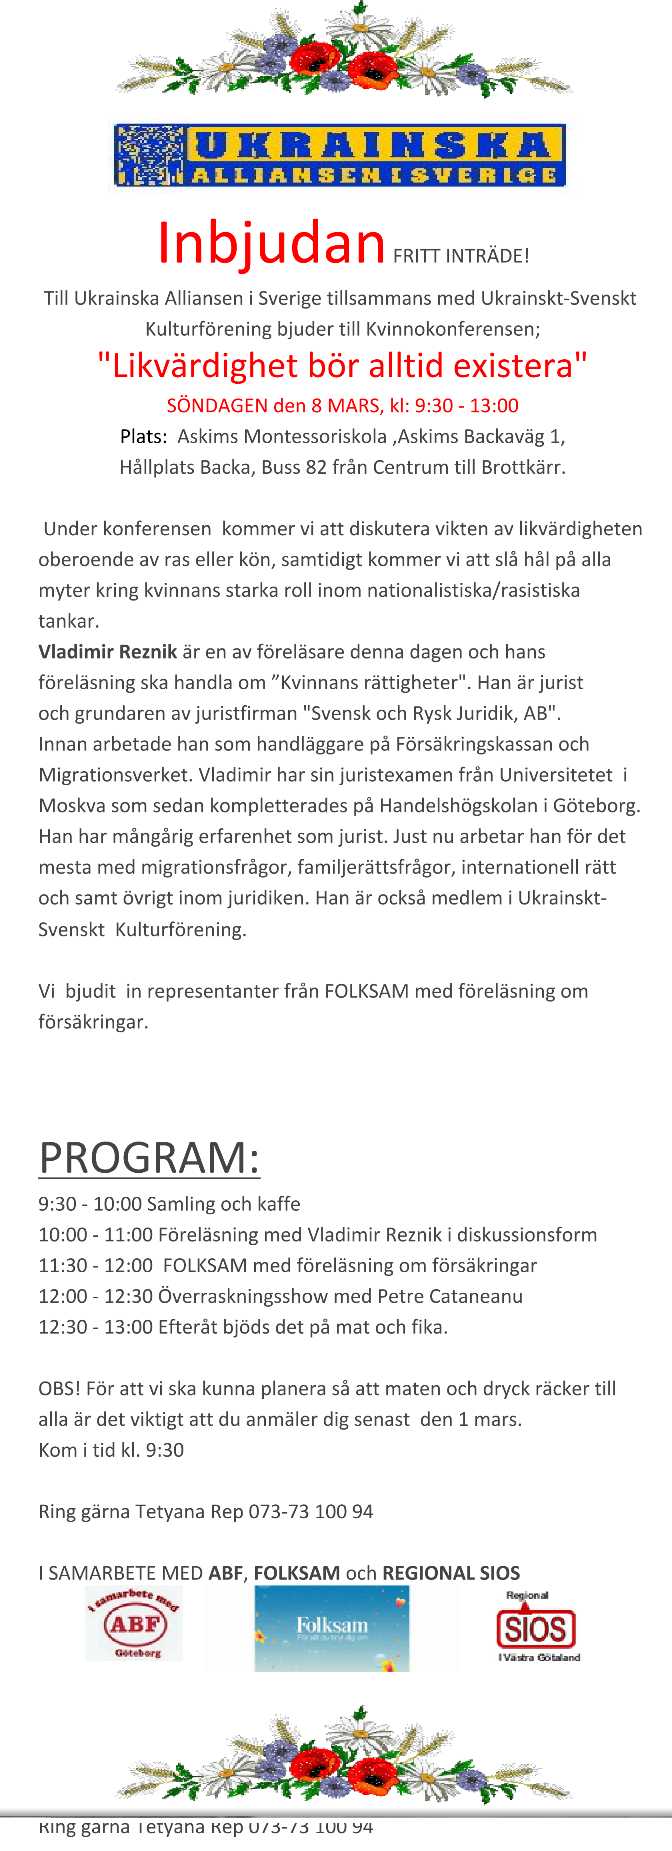 UKRAINSKA
ALLIANSEN I SVERIGE
Inbjudan FRITT INTRÄDE!
Till Ukrainska Alliansen i Sverige tillsammans med Ukrainskt-Svenskt
Kulturförening bjuder till Kvinnokonferensen;
"Likvärdighet bör alltid existera"
SÖNDAGEN den 8 MARS, kl: 9:30 - 13:00
Plats:  Askims Montessoriskola ,Askims Backaväg 1,
Hållplats Backa, Buss 82 från Centrum till Brottkärr.
Under konferensen  kommer vi att diskutera vikten av likvärdigheten
oberoende av ras eller kön, samtidigt kommer vi att slå hål på alla
myter kring kvinnans starka roll inom nationalistiska/rasistiska
tankar.
Vladimir Reznik är en av föreläsare denna dagen och hans
föreläsning ska handla om ”Kvinnans rättigheter". Han är jurist
och grundaren av juristfirman "Svensk och Rysk Juridik, AB".
Innan arbetade han som handläggare på Försäkringskassan och
Migrationsverket. Vladimir har sin juristexamen från Universitetet  i
Moskva som sedan kompletterades på Handelshögskolan i Göteborg.
Han har mångårig erfarenhet som jurist. Just nu arbetar han för det
mesta med migrationsfrågor, familjerättsfrågor, internationell rätt
och samt övrigt inom juridiken. Han är också medlem i Ukrainskt-
Svenskt  Kulturförening.
Vi  bjudit  in representanter från FOLKSAM med föreläsning om
försäkringar.
PROGRAM:
9:30 - 10:00 Samling och kaffe
10:00 - 11:00 Föreläsning med Vladimir Reznik i diskussionsform
11:30 - 12:00  FOLKSAM med föreläsning om försäkringar
12:00 - 12:30 Överraskningsshow med Petre Cataneanu
12:30 - 13:00 Efteråt bjöds det på mat och fika.
OBS! För att vi ska kunna planera så att maten och dryck räcker till
alla är det viktigt att du anmäler dig senast  den 1 mars.
Kom i tid kl. 9:30
Ring gärna Tetyana Rep 073-73 100 94
I SAMARBETE MED ABF, FOLKSAM och REGIONAL SIOS
i samarbete med
ABF
Göteborg
Folksam
För allt du bryr dig om
Regional
SIOS
I Västra Götaland
Ring gärna Tetyana Rep 073-73 100 94